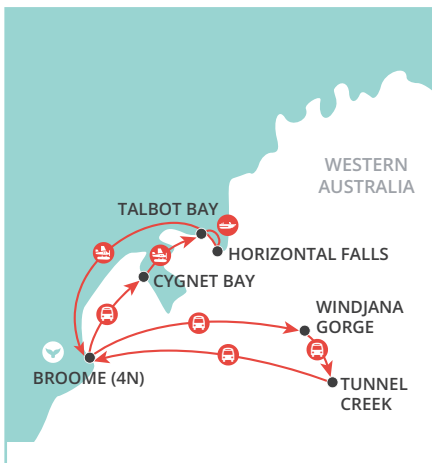 WESTERN
AUSTRALIA
TALBOT BAY
HORIZONTAL FALLS
CYGNET BAY
WINDJANA
GORGE
BROOME (4N)
TUNNEL
CREEK